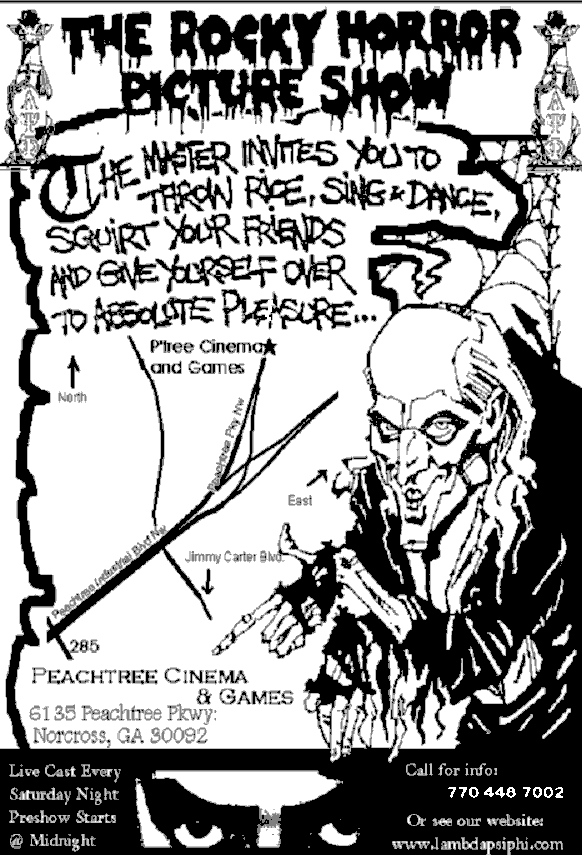 THE ROCKY HORROR
PICTURE SHOW
ΛΨΦ
ΛΨΦ
THE MASTER INVITES YOU TO
THROW RICE, SING & DANCE,
SQUIRT YOUR FRIENDS
AND GIVE YOURSELF OVER
TO ABSOLUTE PLEASURE...
P'tree Cinema
and Games
North
Peachtree Pky NW
East
Peachtree Industrial Blvd NW
Jimmy Carter Blvd.
285
PEACHTREE CINEMA
& GAMES
6135 Peachtree Pkwy:
Norcross, GA 30092
Live Cast Every
Saturday Night
Preshow Starts
@ Midnight
Call for info:
770 448 7002
Or see our website:
www.lambdapsiphi.com